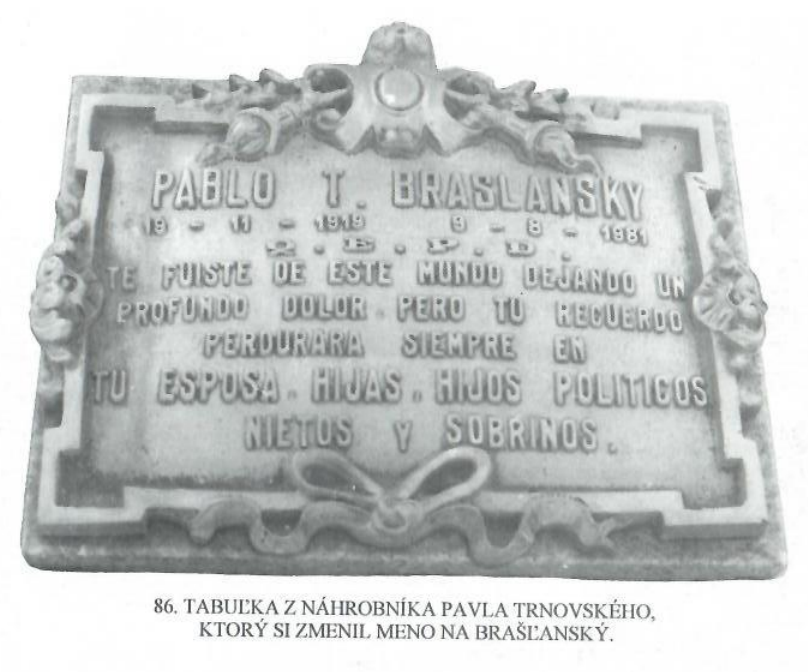 PABLO T. BRASLANSKY
19 - 11 - 1919 9 - 8 - 1981
Q.E.P.D.
TE FUISTE DE ESTE MUNDO DEJANDO UN
PROFUNDO DOLOR. PERO TU RECUERDO
PERDURARA SIEMPRE EN
TU ESPOSA. HIJAS. HIJOS POLITICOS
NIETOS Y SOBRINOS.
86. TABUĽKA Z NÁHROBNÍKA PAVLA TRNOVSKÉHO,
KTORÝ SI ZMENIL MENO NA BRAŠĽANSKÝ.